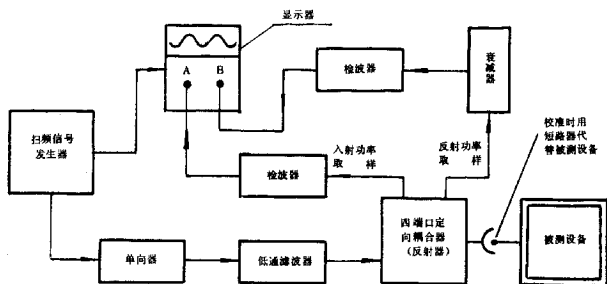 显示器
A B
检波器
衰减器
扫频信号
发生器
入射功率
取 样
反射功率
取 样
校准时用
短路器代
替被测设备
检波器
四端口定
向耦合器
(反射器)
被测设备
单向器
低通滤波器